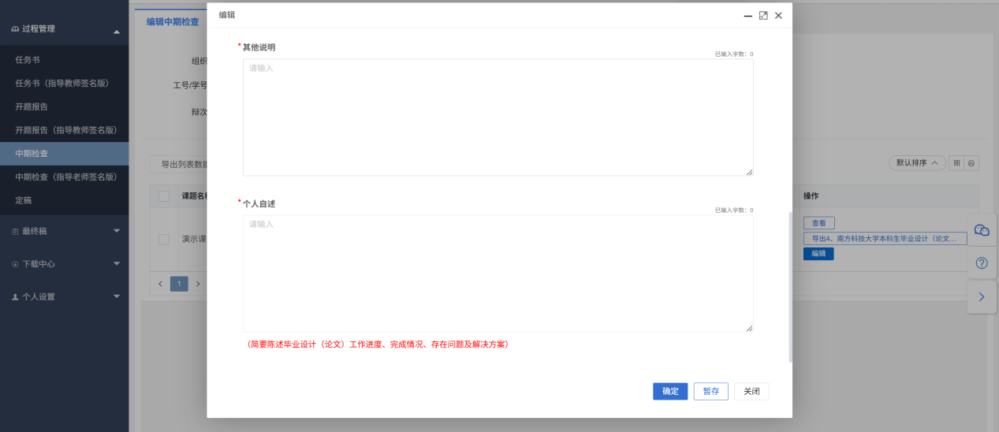 过程管理
任务书
任务书（指导教师签名版）
开题报告
开题报告（指导教师签名版）
中期检查
中期检查（指导老师签名版）
定稿
最终稿
下载中心
个人设置
编辑中期检查
组织
工号/学号
辩次
导出列表数据
默认排序
课题名称
操作
演示课
查看
导出4、南方科技大学本科生毕业设计（论文...
编辑
1
编辑
*其他说明
已输入字数：0
请输入
*个人自述
已输入字数：0
请输入
（简要陈述毕业设计（论文）工作进度、完成情况、存在问题及解决方案）
确定 暂存 关闭